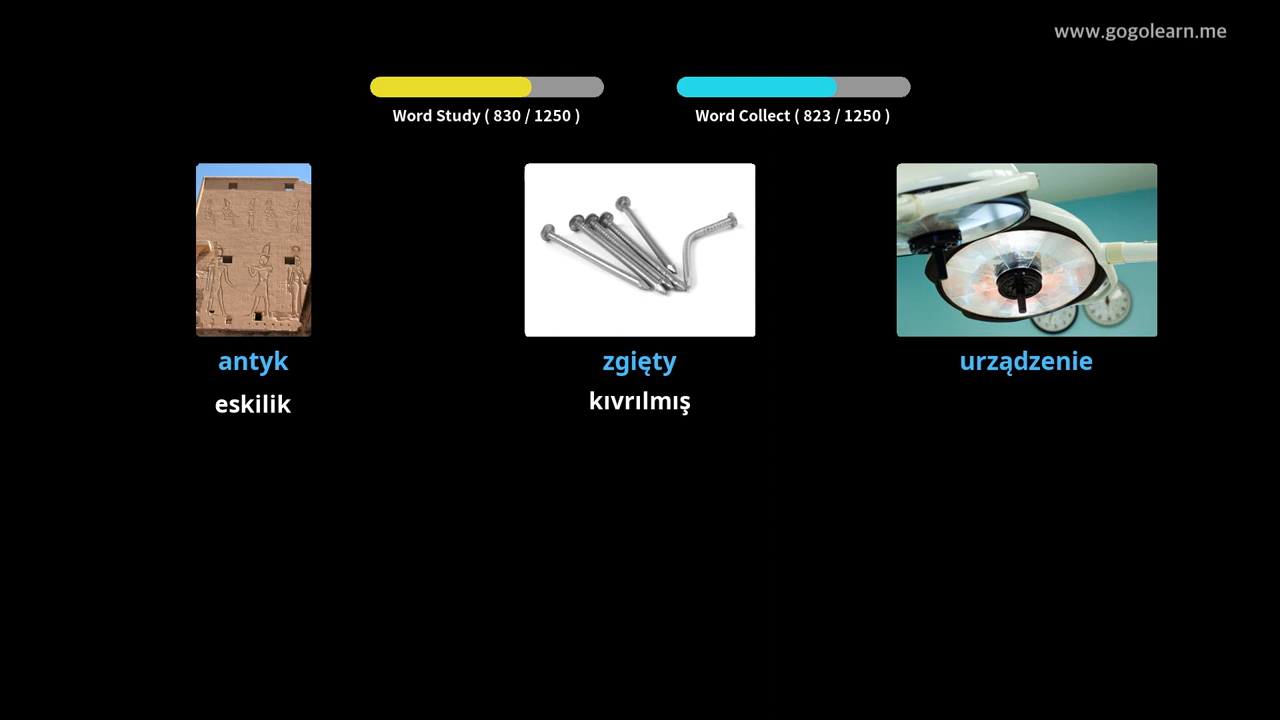 www.gogolearn.me
Word Study ( 830 / 1250 )
Word Collect ( 823 / 1250 )
antyk
zgięty
urządzenie
eskilik
kıvrılmış